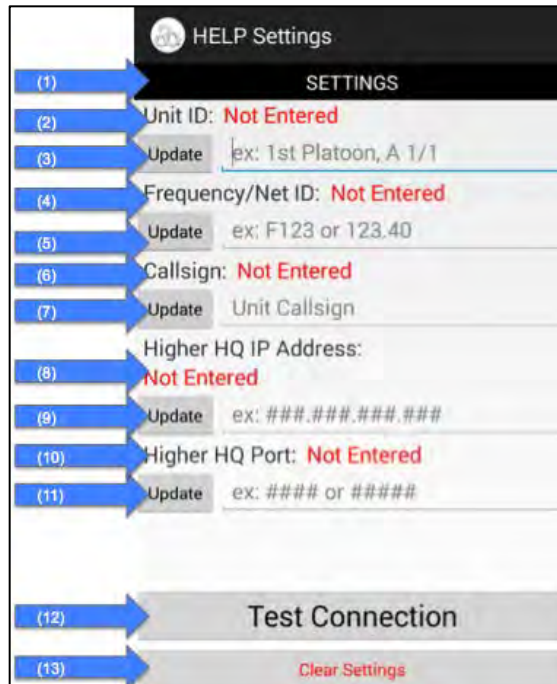 HELP Settings
(1) SETTINGS
(2) Unit ID: Not Entered
(3) Update ex: 1st Platoon, A 1/1
(4) Frequency/Net ID: Not Entered
(5) Update ex: F123 or 123.40
(6) Callsign: Not Entered
(7) Update Unit Callsign
Higher HQ IP Address:
(8) Not Entered
(9) Update ex: ###.###.###.###
(10) Higher HQ Port: Not Entered
(11) Update ex: #### or #####
(12) Test Connection
(13) Clear Settings